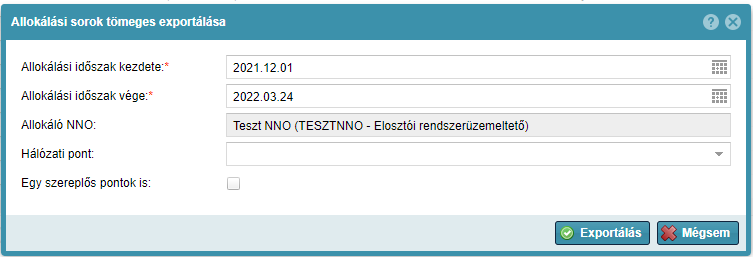 Allokálási sorok tömeges exportálása
Allokálási időszak kezdete:* 2021.12.01
Allokálási időszak vége:* 2022.03.24
Allokáló NNO: Teszt NNO (TESZTNNO - Elosztói rendszerüzemeltető)
Hálózati pont:
Egy szereplős pontok is:
Exportálás Mégsem